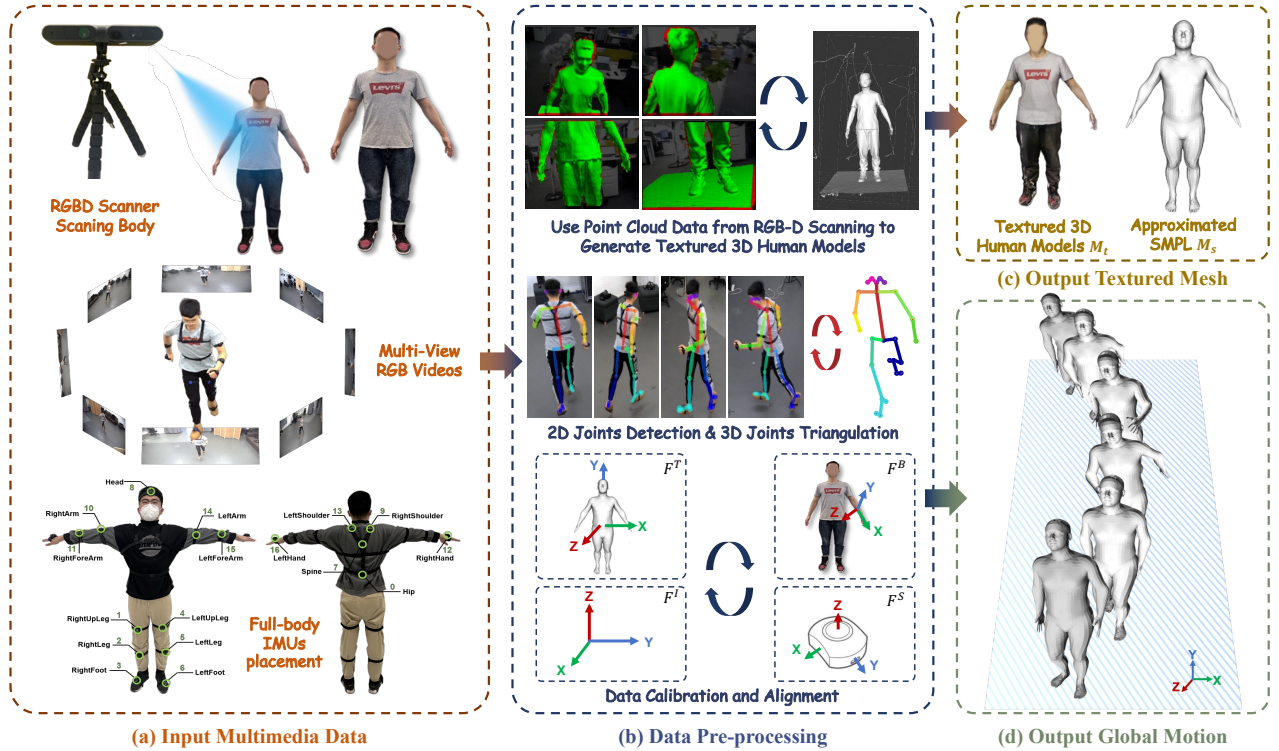 LEVI'S
LEVI'S
RGBD Scanner
Scaning Body
Multi-View
RGB Videos
Head
8
RightArm
10
14
LeftArm
11
RightForeArm
15
LeftForeArm
LeftShoulder
13
9
RightShoulder
16
LeftHand
12
RightHand
7
Spine
0
Hip
1
RightUpLeg
4
LeftUpLeg
2
RightLeg
5
LeftLeg
3
RightFoot
6
LeftFoot
Full-body
IMUs
placement
(a) Input Multimedia Data
Use Point Cloud Data from RGB-D Scanning to
Generate Textured 3D Human Models
2D Joints Detection & 3D Joints Triangulation
Y
F^T
X
Z
F^B
Y
Z
X
LEVI'S
Z
F^I
Y
X
F^S
Z
X
Y
Data Calibration and Alignment
(b) Data Pre-processing
LEVI'S
Textured 3D
Human Models M_t
Approximated
SMPL M_s
(c) Output Textured Mesh
Y
X
Z
(d) Output Global Motion